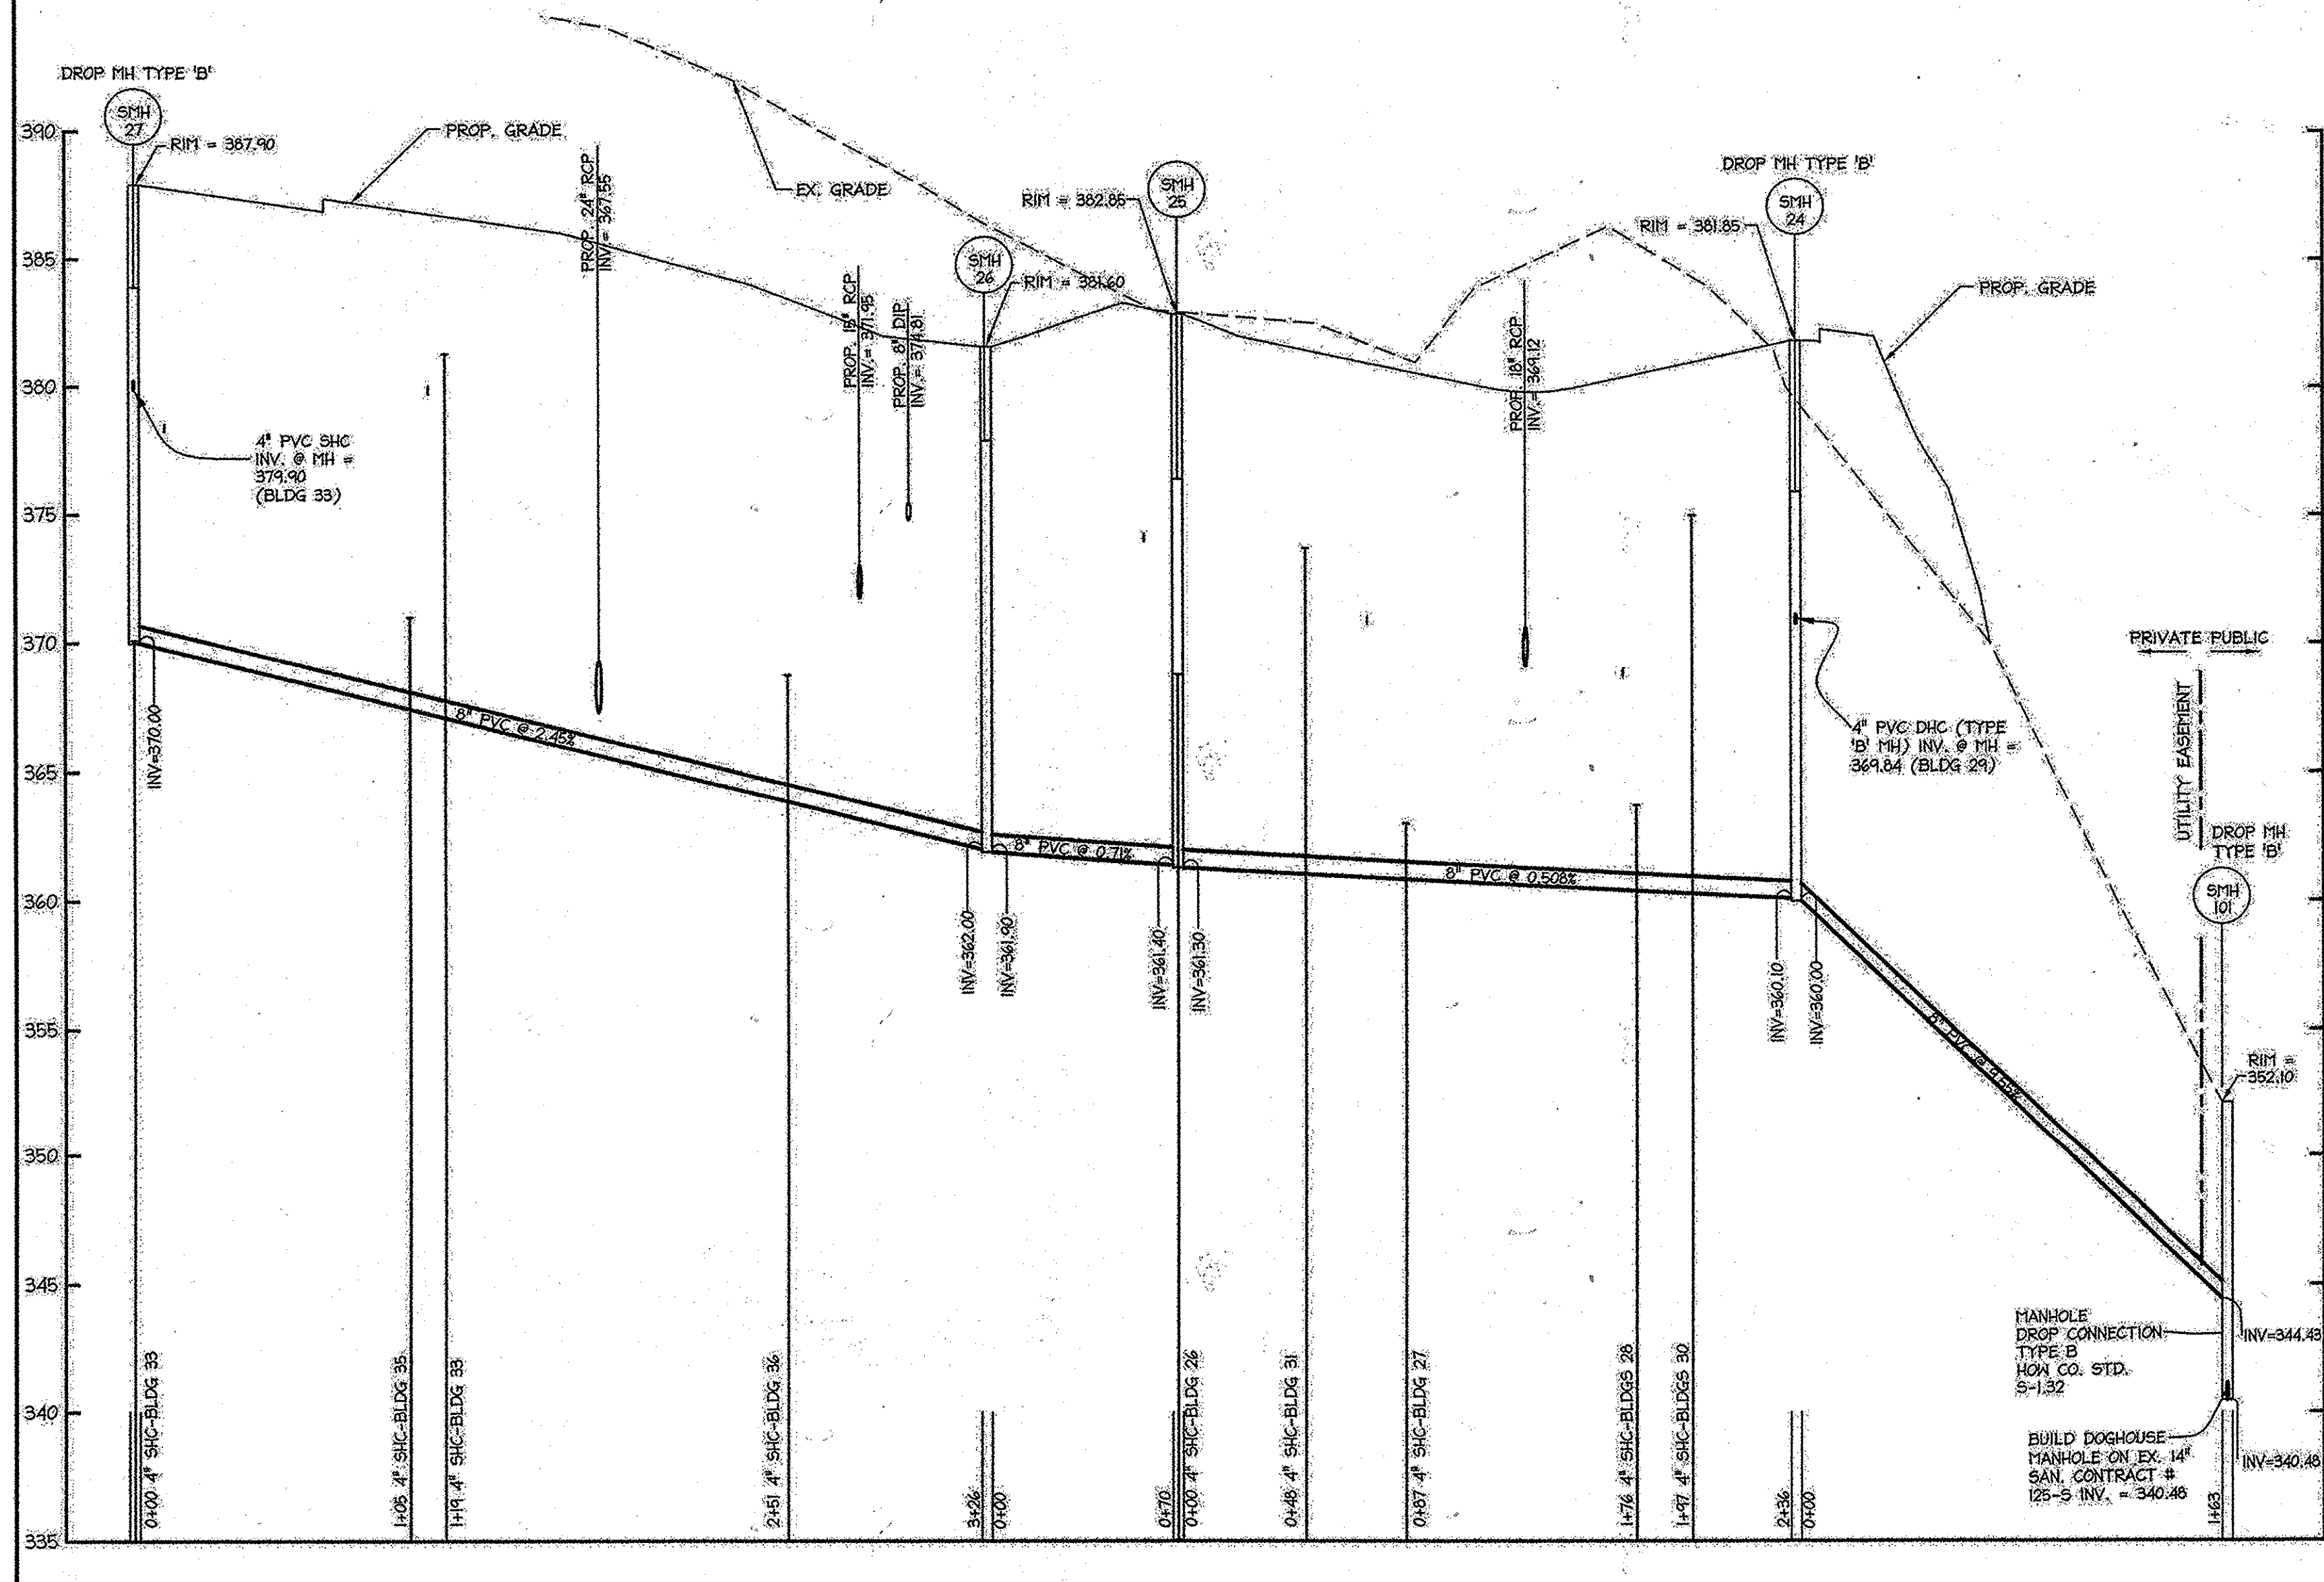 DROP MH TYPE 'B'
SMH
27
RIM = 387.90
PROP. GRADE
PROP. 24" RCP
INV = 367.55
EX. GRADE
PROP. 15" RCP
INV. = 371.95
PROP. 8" DIP
INV. = 374.81
SMH
26
RIM = 381.60
RIM = 382.85
SMH
25
PROP. 18" RCP
INV. = 369.12
DROP MH TYPE 'B'
SMH
24
RIM = 381.85
PROP. GRADE
390
385
380
375
370
365
360
355
350
345
340
335
4" PVC SHC
INV. @ MH =
379.90
(BLDG 33)
INV=370.00
8" PVC @ 2.45%
INV=362.00
INV=361.90
8" PVC @ 0.71%
INV=361.40
INV=361.30
8" PVC @ 0.508%
INV=360.10
INV=360.00
4" PVC DHC (TYPE
'B' MH) INV. @ MH =
369.84 (BLDG 29)
8" PVC @ 9.55%
PRIVATE PUBLIC
UTILITY EASEMENT
DROP MH
TYPE 'B'
SMH
101
RIM =
352.10
MANHOLE
DROP CONNECTION
TYPE B
HOW CO. STD.
S-1.32
INV=344.43
BUILD DOGHOUSE
MANHOLE ON EX. 14"
SAN. CONTRACT #
125-S INV. = 340.48
INV=340.48
0+00 4" SHC-BLDG 33
1+05 4" SHC-BLDG 35
1+19 4" SHC-BLDG 33
2+51 4" SHC-BLDG 36
3+26
0+00
0+70
0+00 4" SHC-BLDG 26
0+48 4" SHC-BLDG 31
0+87 4" SHC-BLDG 27
1+76 4" SHC-BLDGS 28
1+97 4" SHC-BLDGS 30
2+36
0+00
1+63